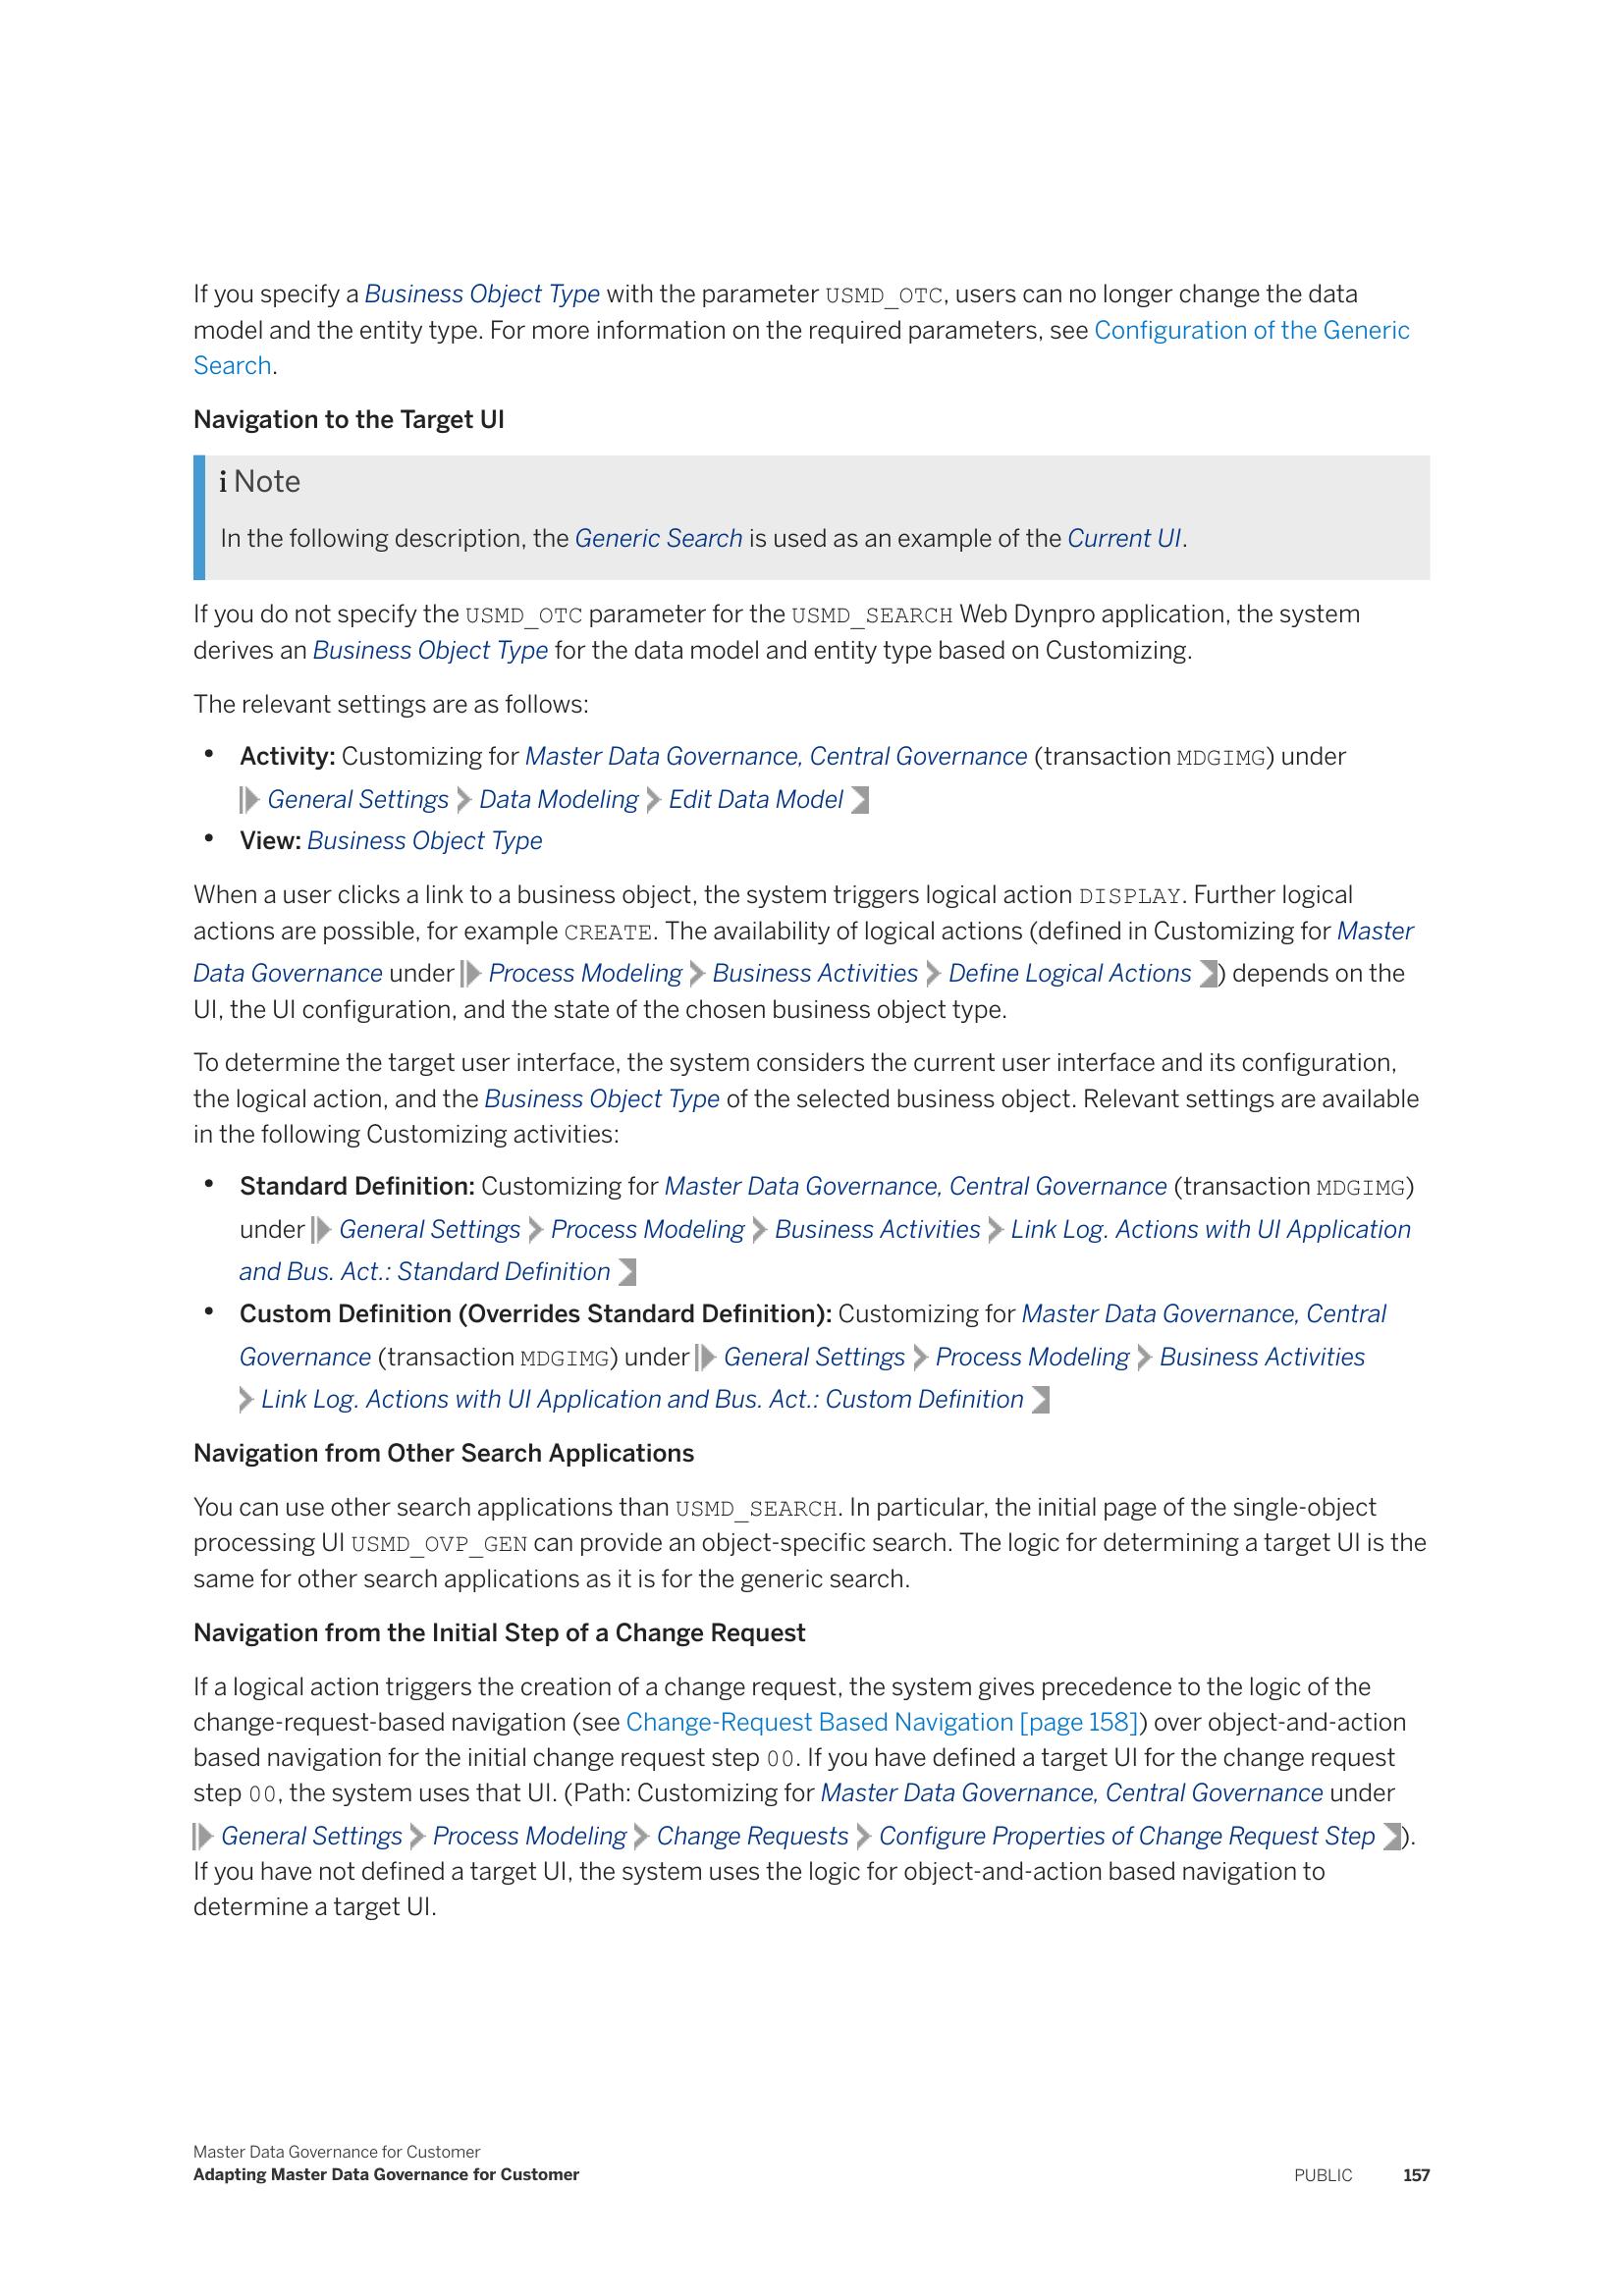 If you specify a Business Object Type with the parameter USMD_OTC, users can no longer change the data
model and the entity type. For more information on the required parameters, see Configuration of the Generic
Search.
Navigation to the Target UI
i Note
In the following description, the Generic Search is used as an example of the Current UI.
If you do not specify the USMD_OTC parameter for the USMD_SEARCH Web Dynpro application, the system
derives an Business Object Type for the data model and entity type based on Customizing.
The relevant settings are as follows:
• Activity: Customizing for Master Data Governance, Central Governance (transaction MDGIMG) under
General Settings > Data Modeling > Edit Data Model
• View: Business Object Type
When a user clicks a link to a business object, the system triggers logical action DISPLAY. Further logical
actions are possible, for example CREATE. The availability of logical actions (defined in Customizing for Master
Data Governance under Process Modeling > Business Activities > Define Logical Actions ) depends on the
UI, the UI configuration, and the state of the chosen business object type.
To determine the target user interface, the system considers the current user interface and its configuration,
the logical action, and the Business Object Type of the selected business object. Relevant settings are available
in the following Customizing activities:
• Standard Definition: Customizing for Master Data Governance, Central Governance (transaction MDGIMG)
under General Settings > Process Modeling > Business Activities > Link Log. Actions with UI Application
and Bus. Act.: Standard Definition
• Custom Definition (Overrides Standard Definition): Customizing for Master Data Governance, Central
Governance (transaction MDGIMG) under General Settings > Process Modeling > Business Activities
> Link Log. Actions with UI Application and Bus. Act.: Custom Definition
Navigation from Other Search Applications
You can use other search applications than USMD_SEARCH. In particular, the initial page of the single-object
processing UI USMD_OVP_GEN can provide an object-specific search. The logic for determining a target UI is the
same for other search applications as it is for the generic search.
Navigation from the Initial Step of a Change Request
If a logical action triggers the creation of a change request, the system gives precedence to the logic of the
change-request-based navigation (see Change-Request Based Navigation [page 158]) over object-and-action
based navigation for the initial change request step 00. If you have defined a target UI for the change request
step 00, the system uses that UI. (Path: Customizing for Master Data Governance, Central Governance under
General Settings > Process Modeling > Change Requests > Configure Properties of Change Request Step ).
If you have not defined a target UI, the system uses the logic for object-and-action based navigation to
determine a target UI.
Master Data Governance for Customer
Adapting Master Data Governance for Customer
PUBLIC 157